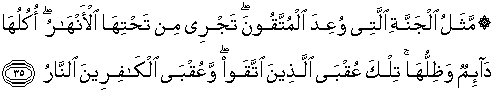 ۞ مَّثَلُ ٱلْجَنَّةِ ٱلَّتِى وُعِدَ ٱلْمُتَّقُونَ ۖ تَجْرِى مِن تَحْتِهَا ٱلْأَنْهَـٰرُ ۖ أُكُلُهَا
دَآئِمٌ وَظِلُّهَا ۚ تِلْكَ عُقْبَى ٱلَّذِينَ ٱتَّقَوا۟ ۖ وَّعُقْبَى ٱلْكَـٰفِرِينَ ٱلنَّارُ ﴿٣٥﴾